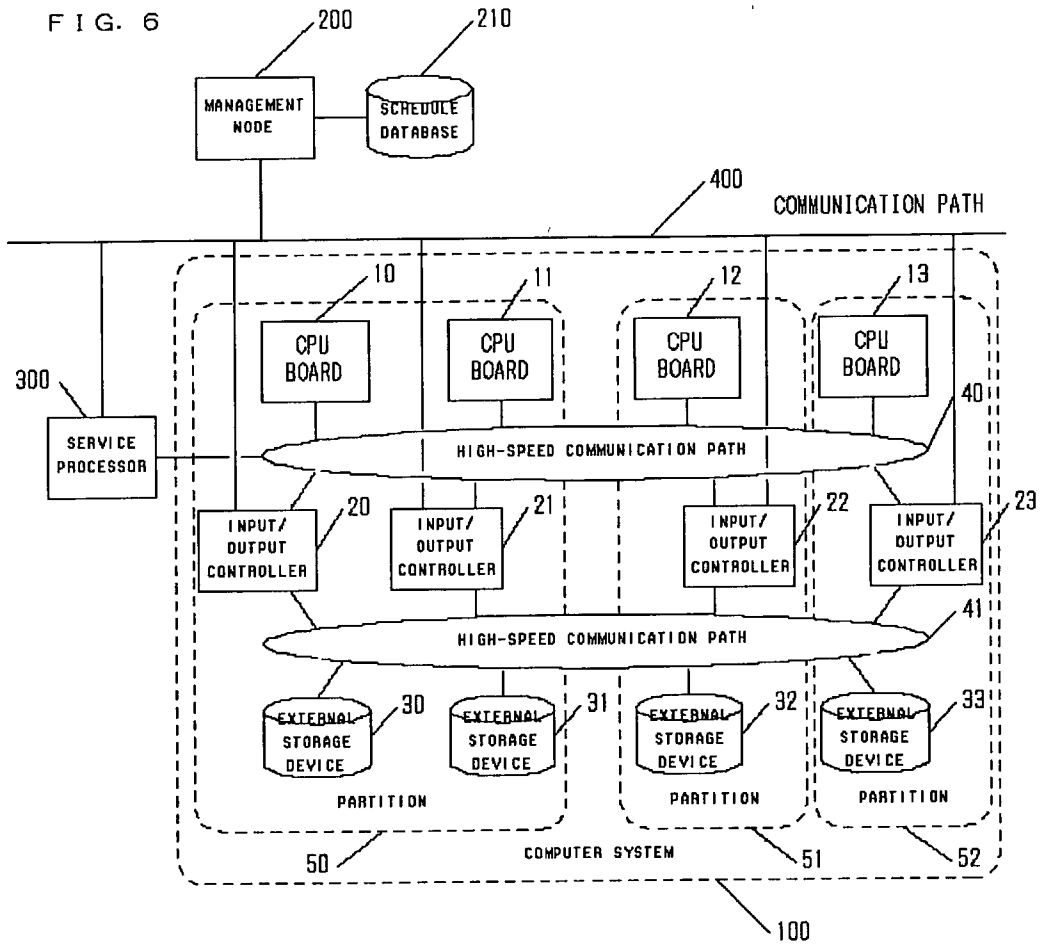 FIG. 6
200
210
MANAGEMENT
NODE
SCHEDULE
DATABASE
400
COMMUNICATION PATH
10
11
12
13
CPU
BOARD
CPU
BOARD
CPU
BOARD
CPU
BOARD
300
40
SERVICE
PROCESSOR
HIGH-SPEED COMMUNICATION PATH
20
21
22
23
INPUT/
OUTPUT
CONTROLLER
INPUT/
OUTPUT
CONTROLLER
INPUT/
OUTPUT
CONTROLLER
INPUT/
OUTPUT
CONTROLLER
HIGH-SPEED COMMUNICATION PATH
41
30
31
32
33
EXTERNAL
STORAGE
DEVICE
EXTERNAL
STORAGE
DEVICE
EXTERNAL
STORAGE
DEVICE
EXTERNAL
STORAGE
DEVICE
PARTITION
PARTITION
PARTITION
50
COMPUTER SYSTEM
51
52
100